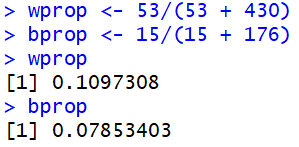 > wprop <- 53/(53 + 430)
> bprop <- 15/(15 + 176)
> wprop
[1] 0.1097308
> bprop
[1] 0.07853403